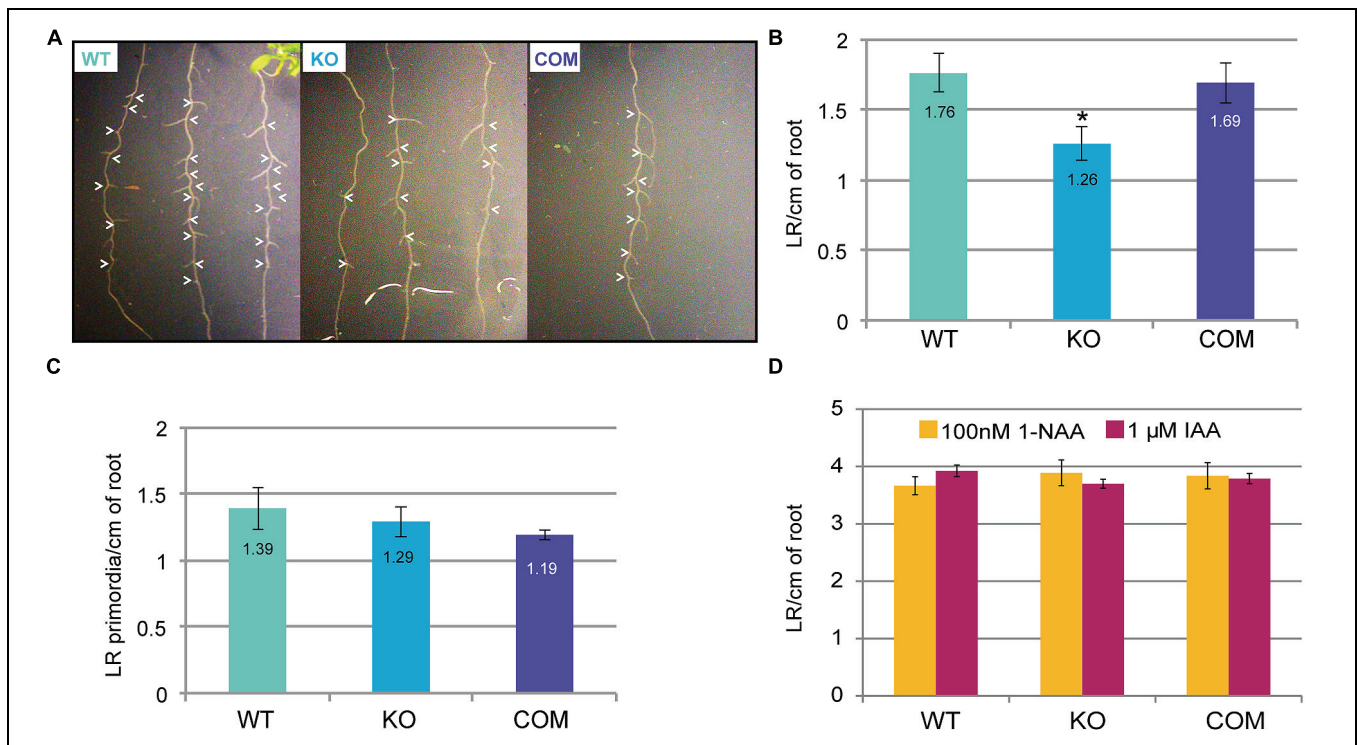 A
WT
KO
COM
B
LR/cm of root
2
1.5
1
0.5
0
1.76
*
1.26
1.69
WT
KO
COM
C
LR primordia/cm of root
2
1.5
1
0.5
0
1.39
1.29
1.19
WT
KO
COM
D
LR/cm of root
5
4
3
2
1
0
100nM 1-NAA
1 µM IAA
WT
KO
COM